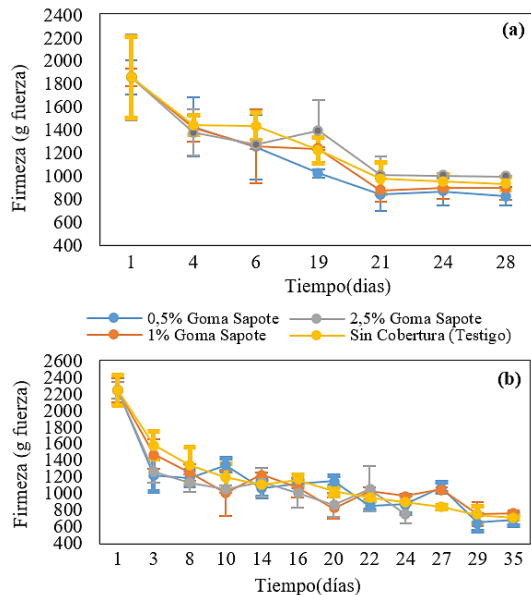 (a)
Firmeza (g fuerza)
2400
2200
2000
1800
1600
1400
1200
1000
800
600
400
1 4 6 19 21 24 28
Tiempo(dias)
0,5% Goma Sapote 2,5% Goma Sapote
1% Goma Sapote Sin Cobertura (Testigo)
(b)
Firmeza (g fuerza)
2600
2400
2200
2000
1800
1600
1400
1200
1000
800
600
400
1 3 8 10 14 16 20 22 24 27 29 35
Tiempo(días)